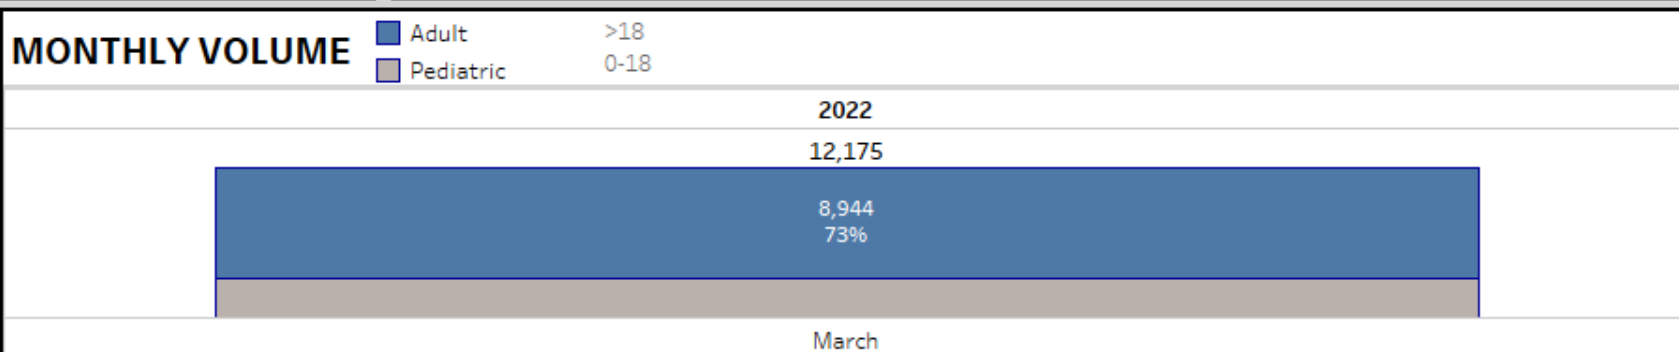 MONTHLY VOLUME
Adult >18
Pediatric 0-18
2022
12,175
8,944
73%
March